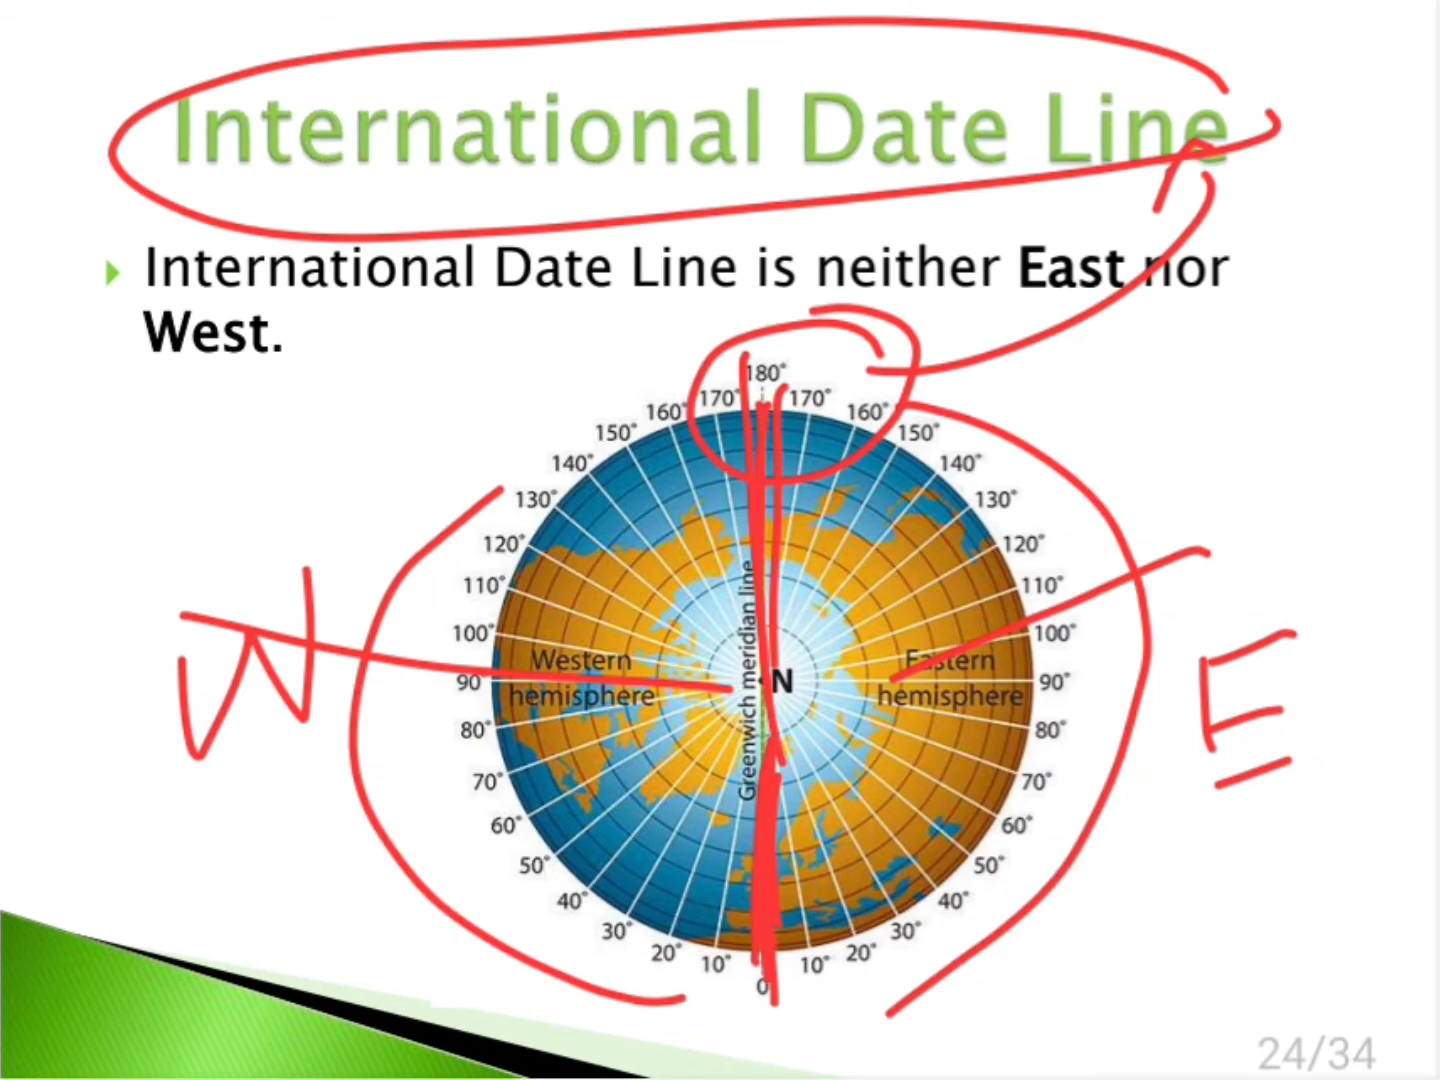 International Date Line
International Date Line is neither East nor
West.
180°
170° 170°
160° 160°
150° 150°
140° 140°
130° 130°
120° 120°
110° 110°
100° 100°
W
Western
hemisphere
Greenwich meridian line
N
Eastern
hemisphere
E
90° 90°
80° 80°
70° 70°
60° 60°
50° 50°
40° 40°
30° 30°
20° 20°
10° 10°
0
24/34